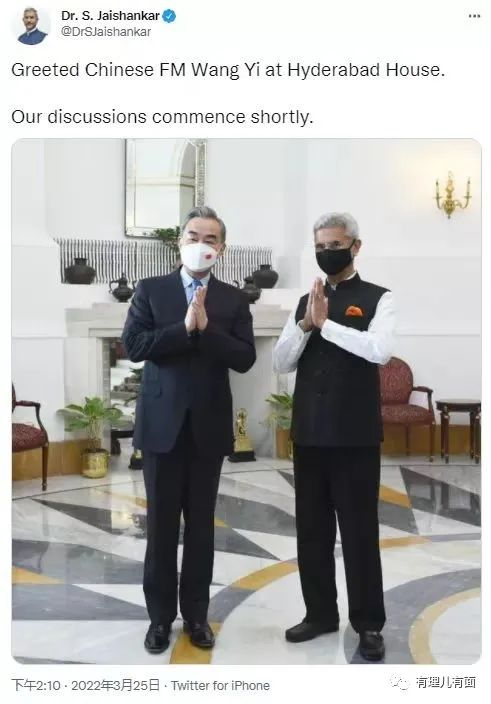 Dr. S. Jaishankar
@DrSJaishankar
Greeted Chinese FM Wang Yi at Hyderabad House.
Our discussions commence shortly.
下午2:10 · 2022年3月25日 · Twitter for iPhone
有理儿有面